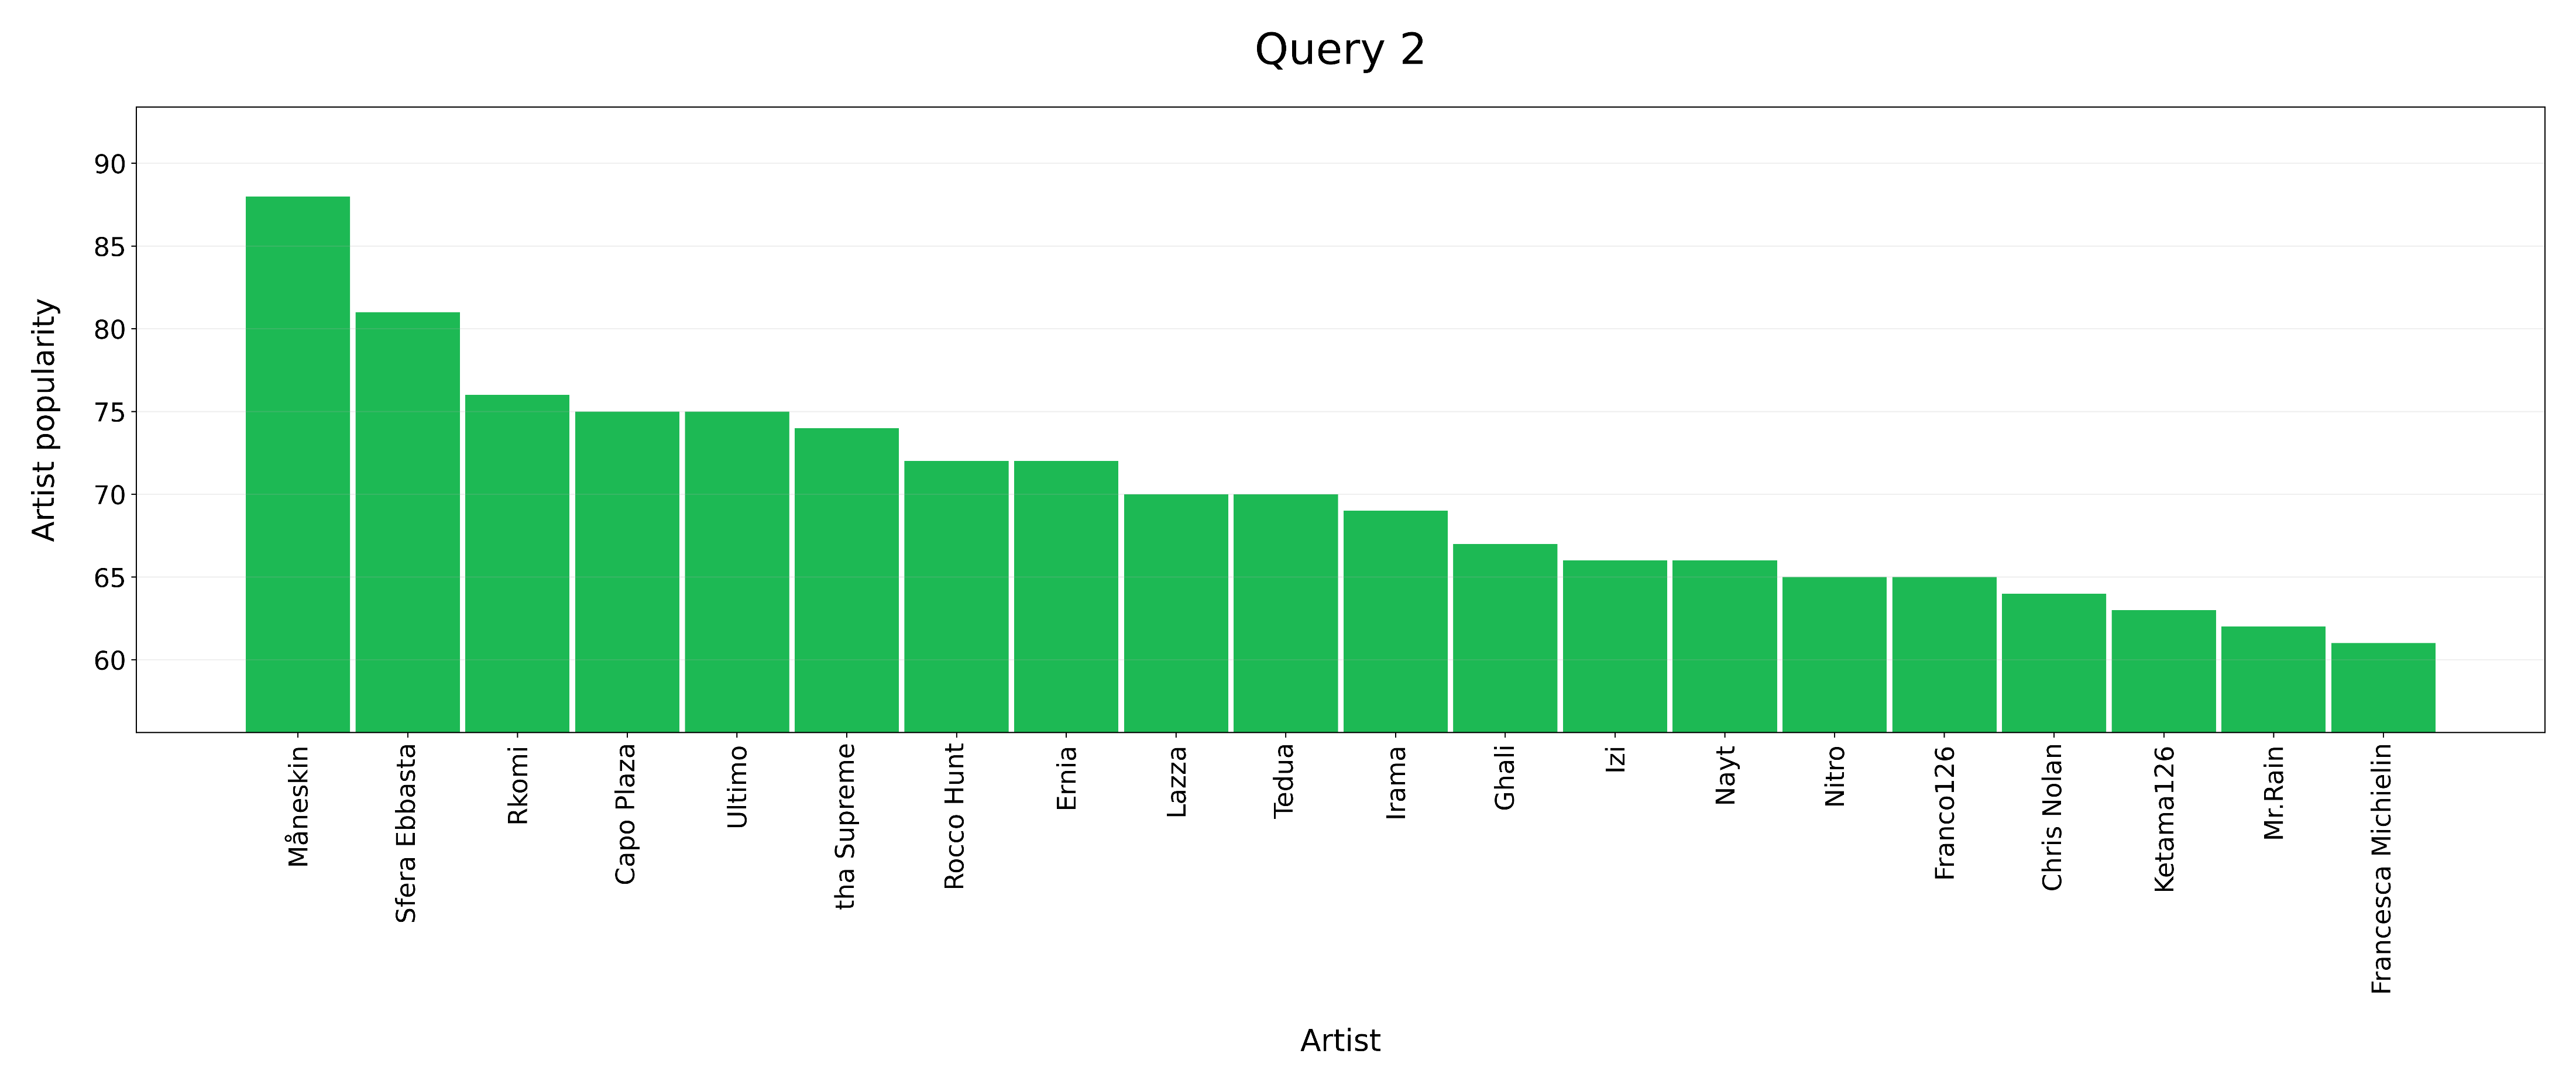 Query 2
Artist popularity
90
85
80
75
70
65
60
Måneskin
Sfera Ebbasta
Rkomi
Capo Plaza
Ultimo
tha Supreme
Rocco Hunt
Ernia
Lazza
Tedua
Irama
Ghali
Izi
Nayt
Nitro
Franco126
Chris Nolan
Ketama126
Mr.Rain
Francesca Michielin
Artist